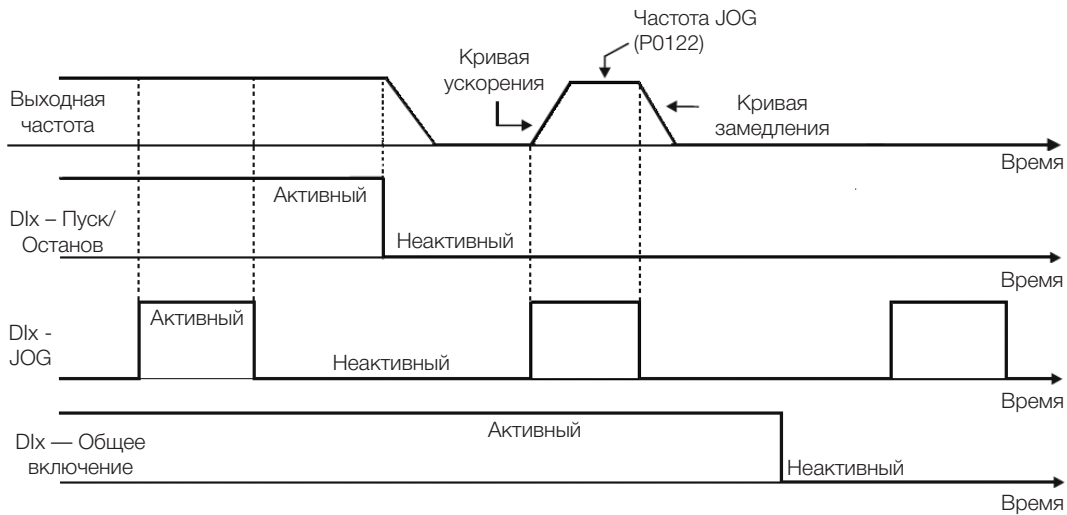 Частота JOG
(P0122)
Кривая
ускорения
Выходная
частота
Кривая
замедления
Время
Активный
DIx – Пуск/
Останов
Неактивный
Время
Активный
DIx -
JOG
Неактивный
Время
DIx — Общее
включение
Активный
Неактивный
Время